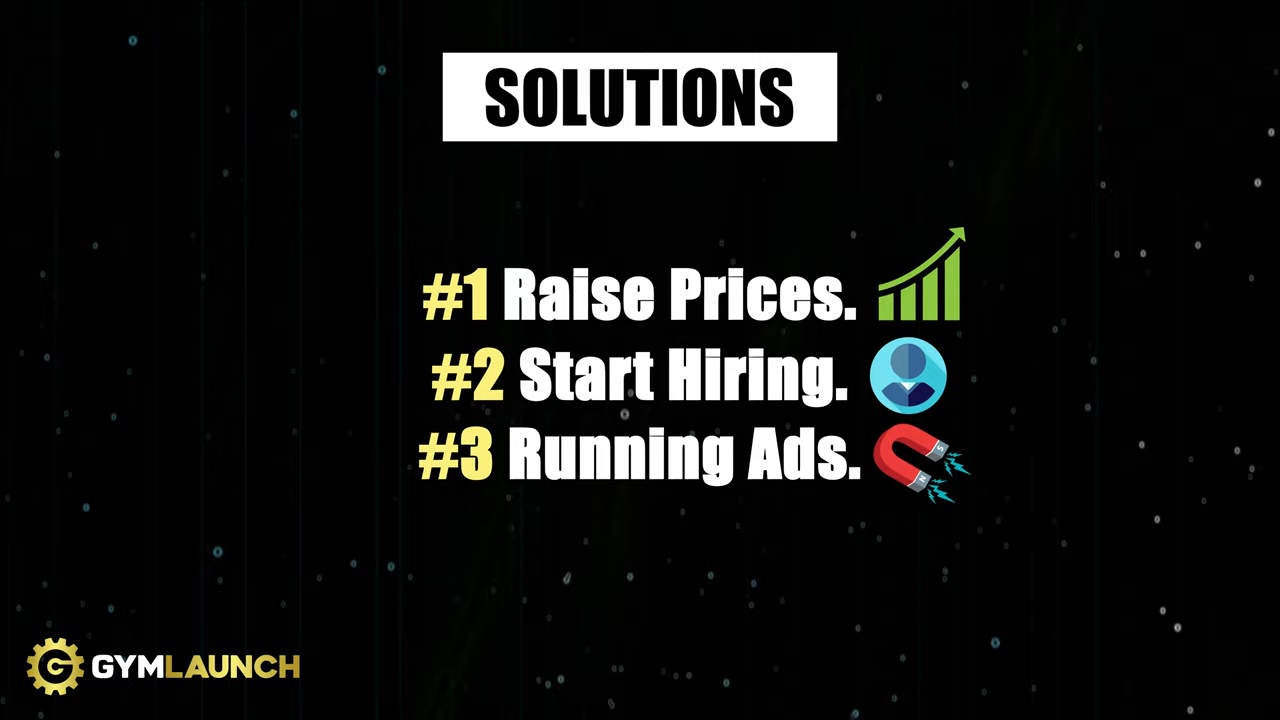 SOLUTIONS
#1 Raise Prices.
#2 Start Hiring.
#3 Running Ads.
GYMLAUNCH